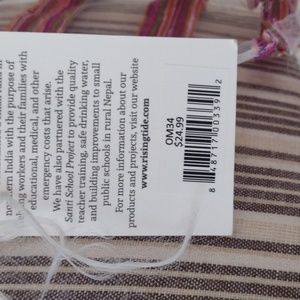 northern India with the purpose of
workers and their families with
educational, medical, and other
emergency costs that arise.
We have also partnered with the
Santi School Project to provide quality
teacher training, safe drinking water,
and building improvements to small
public schools in rural Nepal.
For more information about our
products and projects, visit our website
www.risingtide.com
OM34
$24.99
8 48717 00339 2